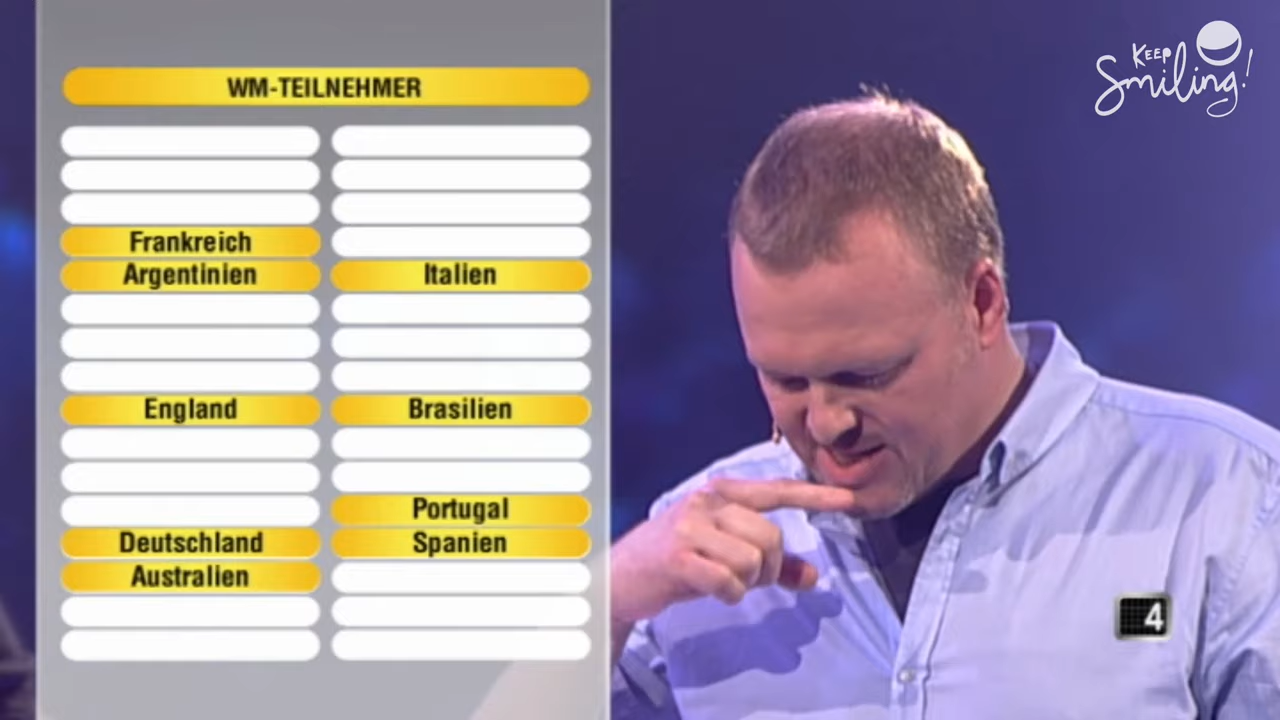 WM-TEILNEHMER
Frankreich
Argentinien
England
Deutschland
Australien
Italien
Brasilien
Portugal
Spanien
KEEP
Smiling!
4